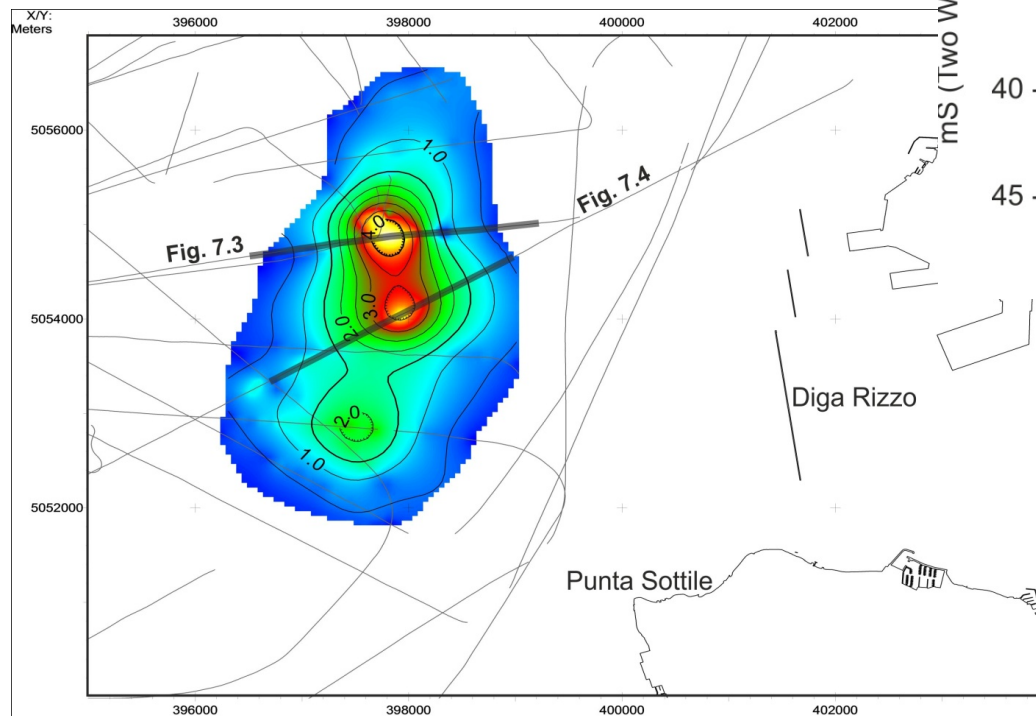 X/Y:
Meters
396000
398000
400000
402000
mS (Two W
40
45
5056000
1.0
Fig. 7.4
4.0
Fig. 7.3
3.0
2.0
5054000
Diga Rizzo
2.0
1.0
5052000
Punta Sottile
396000
398000
400000
402000